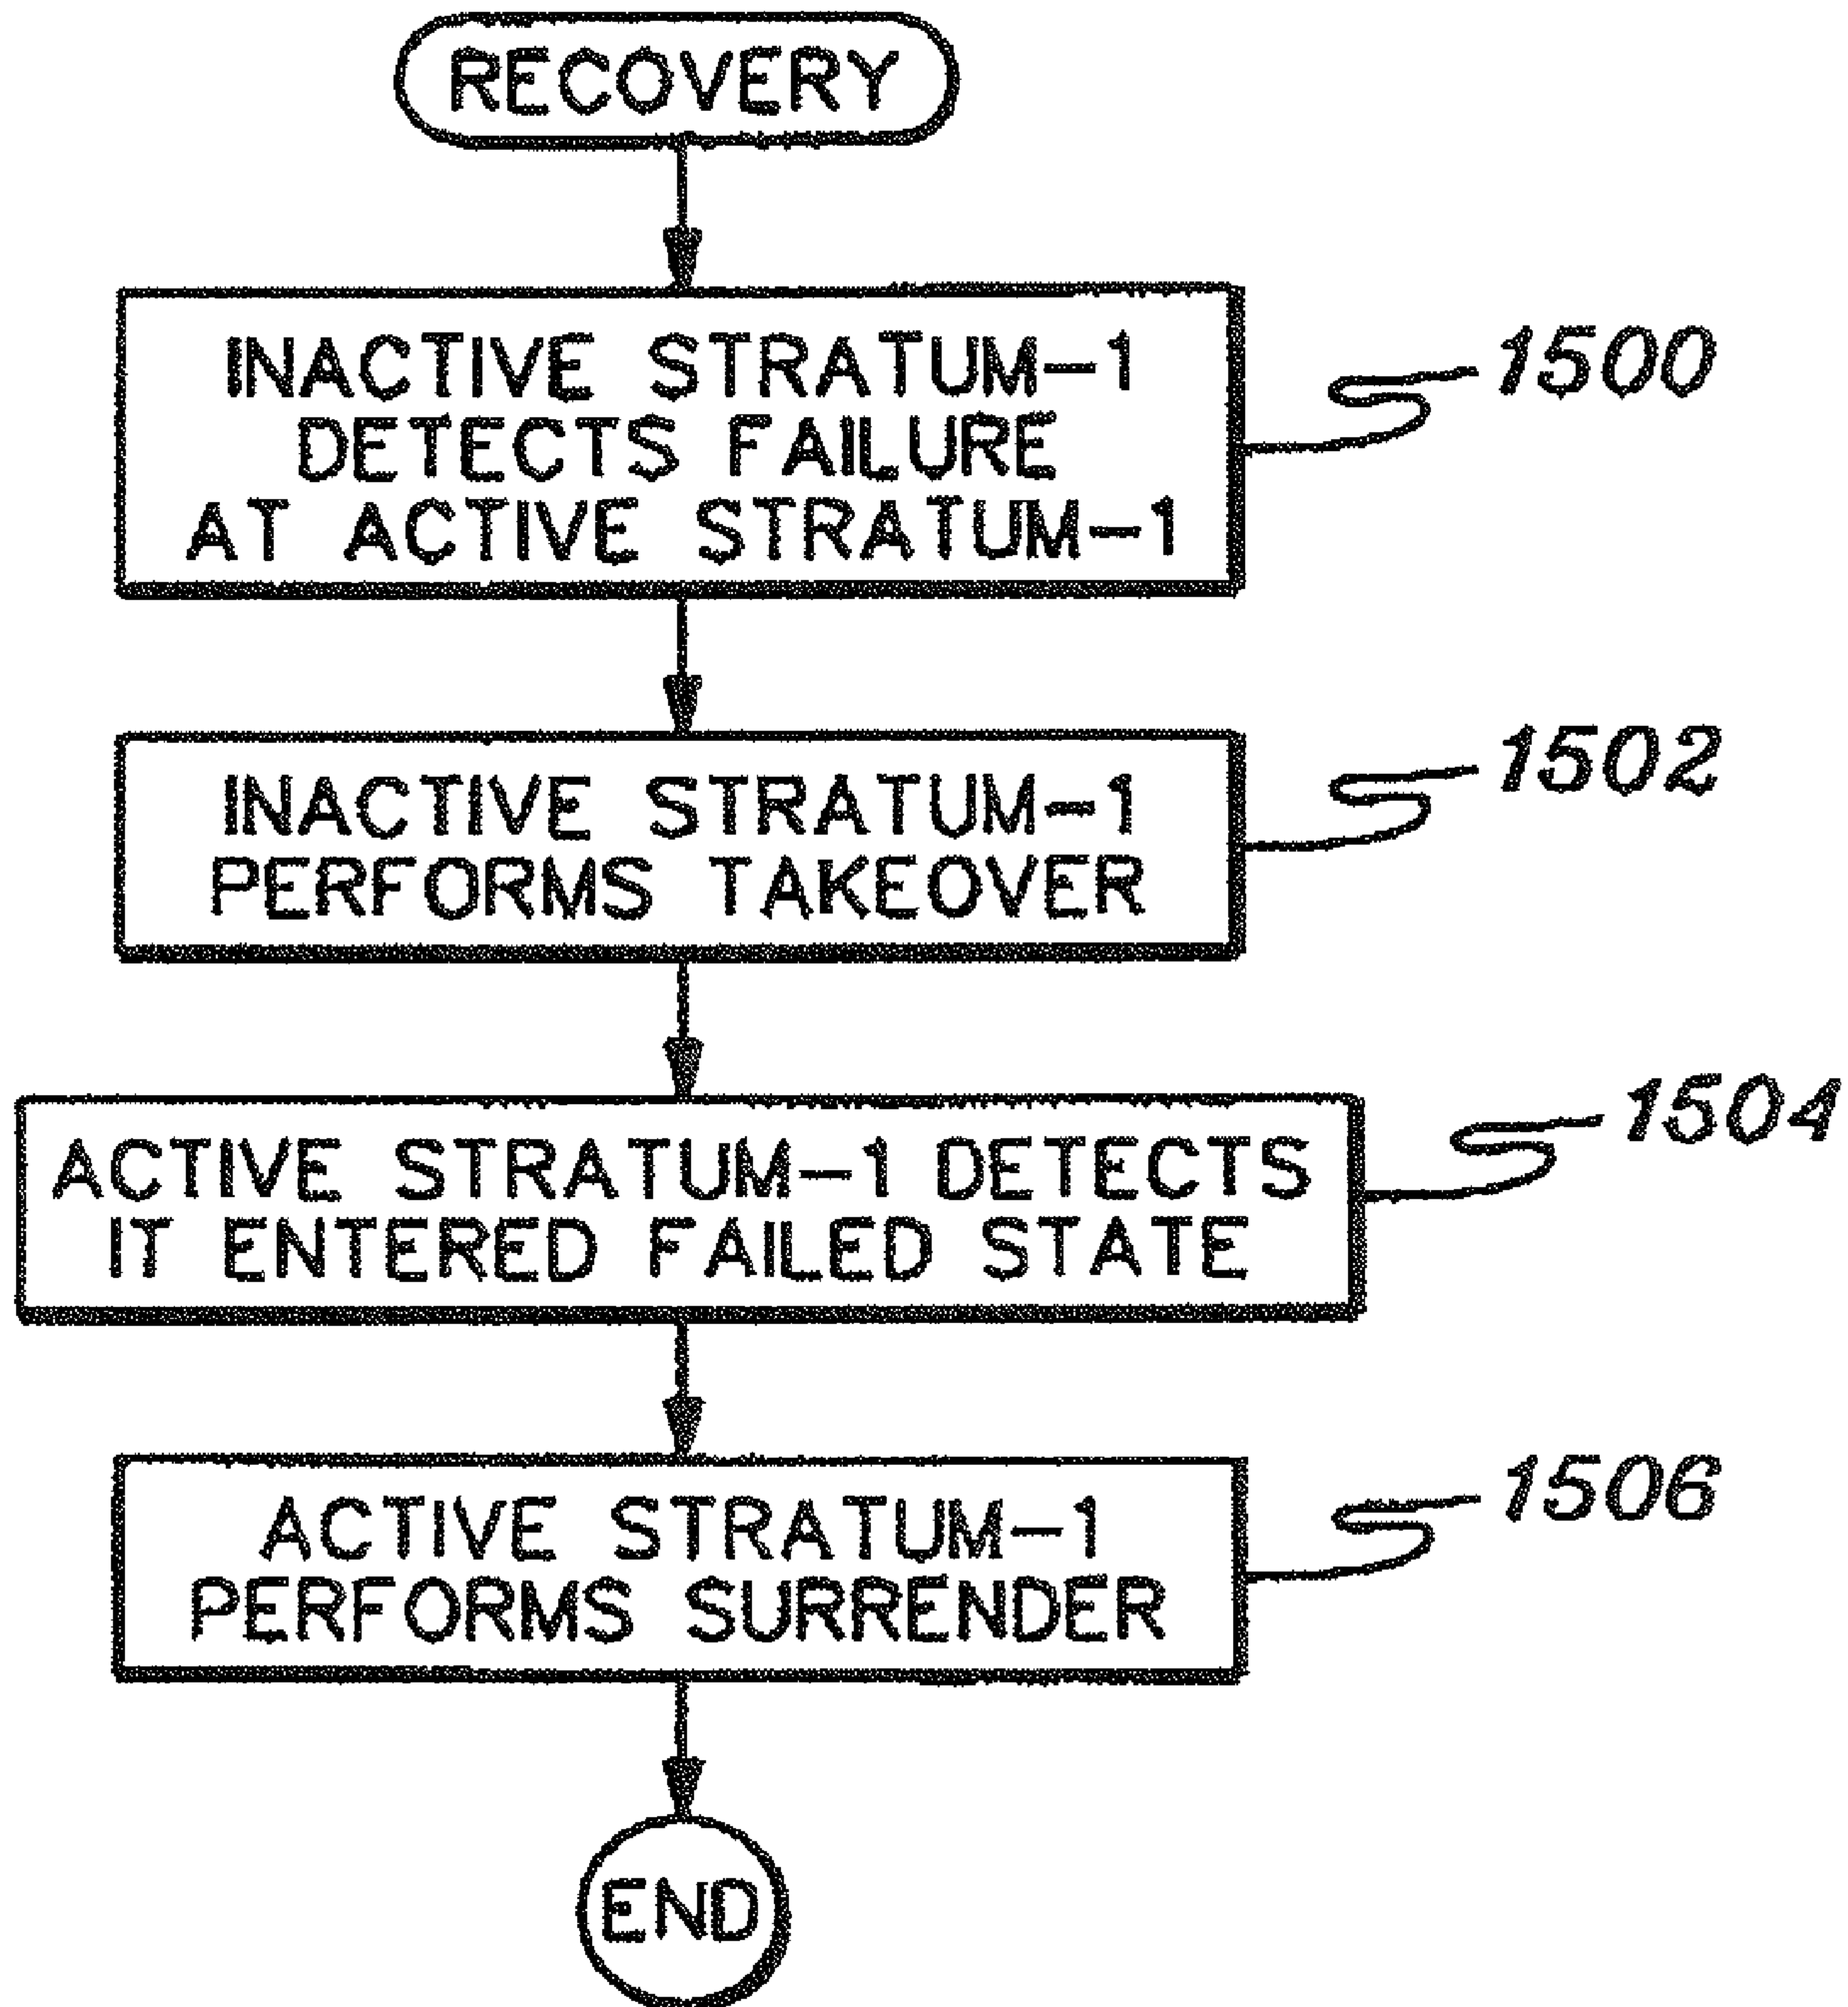 RECOVERY
INACTIVE STRATUM-1
DETECTS FAILURE
AT ACTIVE STRATUM-1
1500
INACTIVE STRATUM-1
PERFORMS TAKEOVER
1502
ACTIVE STRATUM-1 DETECTS
IT ENTERED FAILED STATE
1504
ACTIVE STRATUM-1
PERFORMS SURRENDER
1506
END